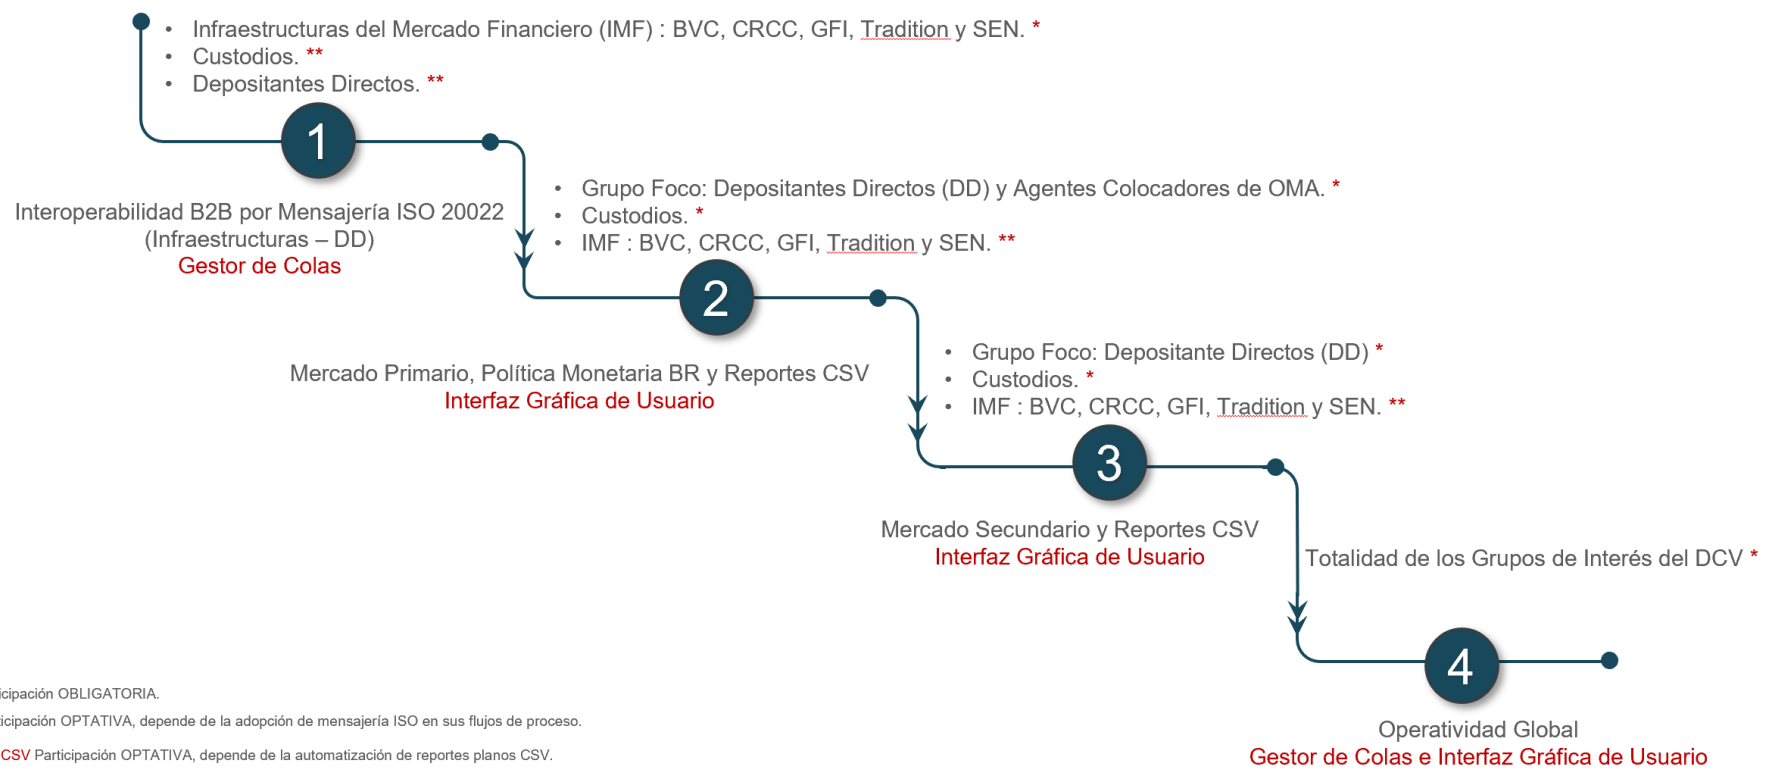 • Infraestructuras del Mercado Financiero (IMF) : BVC, CRCC, GFI, Tradition y SEN. *
• Custodios. **
• Depositantes Directos. **
1
Interoperabilidad B2B por Mensajería ISO 20022
(Infraestructuras – DD)
Gestor de Colas
• Grupo Foco: Depositantes Directos (DD) y Agentes Colocadores de OMA. *
• Custodios. *
• IMF : BVC, CRCC, GFI, Tradition y SEN. **
2
Mercado Primario, Política Monetaria BR y Reportes CSV
Interfaz Gráfica de Usuario
• Grupo Foco: Depositante Directos (DD) *
• Custodios. *
• IMF : BVC, CRCC, GFI, Tradition y SEN. **
3
Mercado Secundario y Reportes CSV
Interfaz Gráfica de Usuario
Totalidad de los Grupos de Interés del DCV *
4
Operatividad Global
Gestor de Colas e Interfaz Gráfica de Usuario
icipación OBLIGATORIA.
ticipación OPTATIVA, depende de la adopción de mensajería ISO en sus flujos de proceso.
CSV Participación OPTATIVA, depende de la automatización de reportes planos CSV.